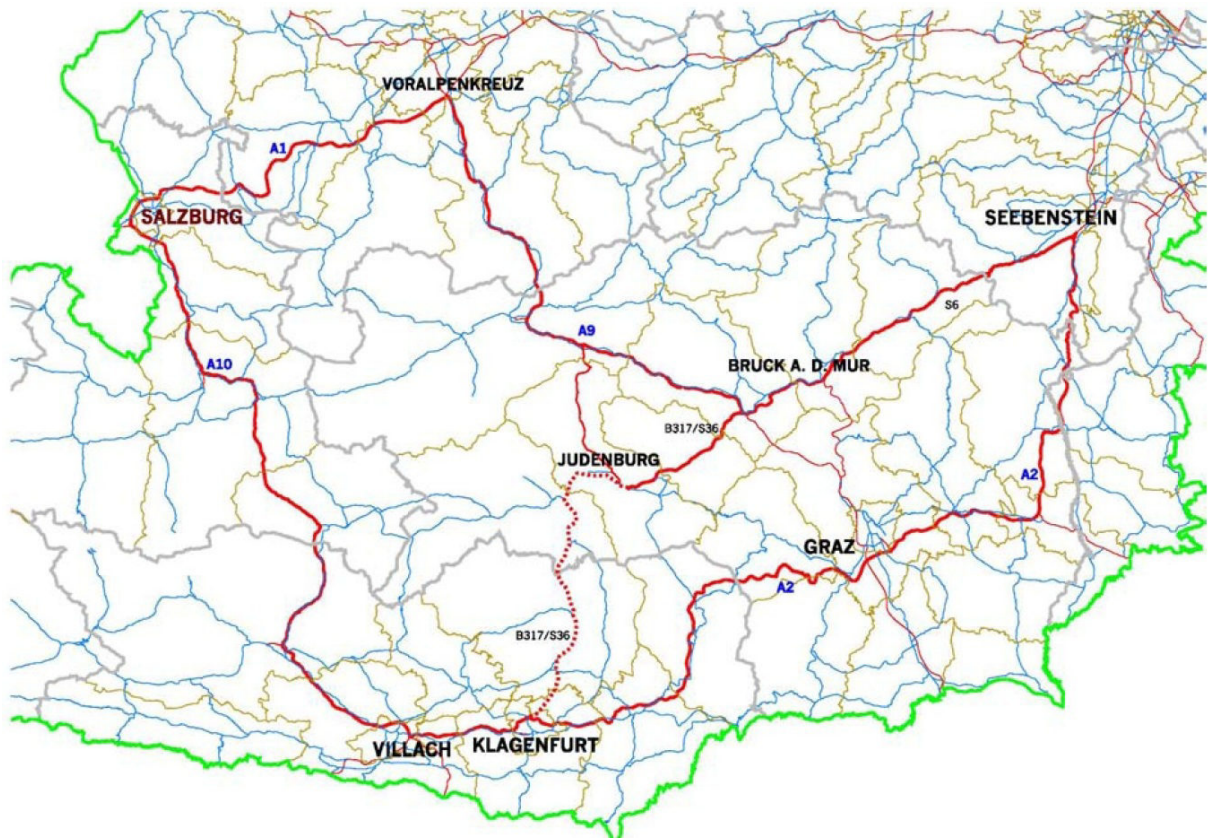 VORALPENKREUZ
A1
SALZBURG
SEEBENSTEIN
S6
A9
A10
BRUCK A. D. MUR
B317/S36
JUDENBURG
A2
GRAZ
A2
B317/S36
VILLACH
KLAGENFURT